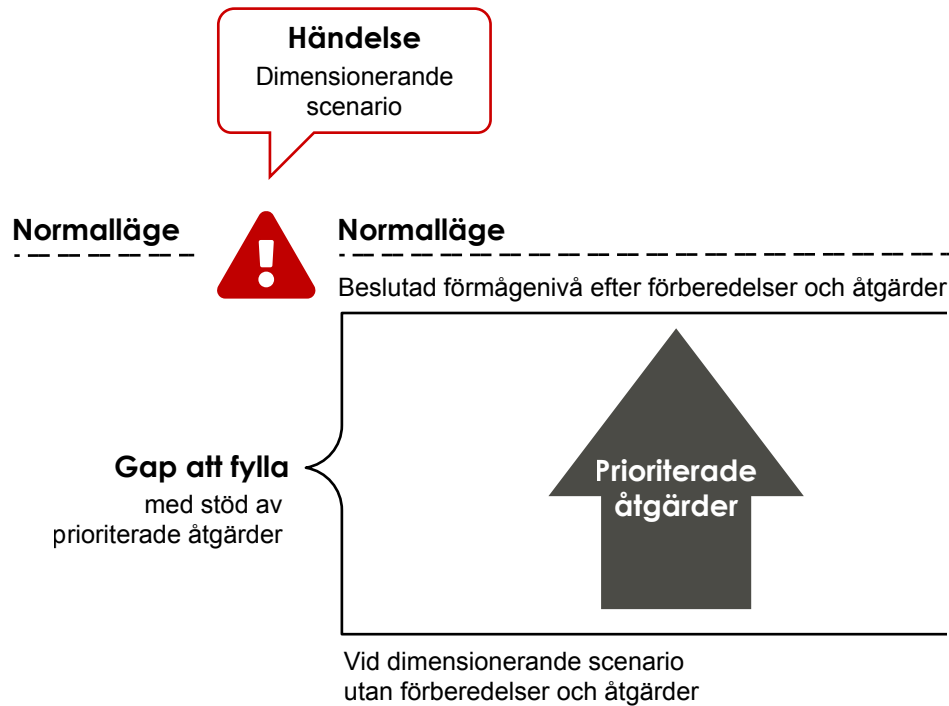 Händelse
Dimensionerande
scenario
Normalläge
Normalläge
Beslutad förmågenivå efter förberedelser och åtgärder
Gap att fylla
med stöd av
prioriterade åtgärder
Prioriterade
åtgärder
Vid dimensionerande scenario
utan förberedelser och åtgärder